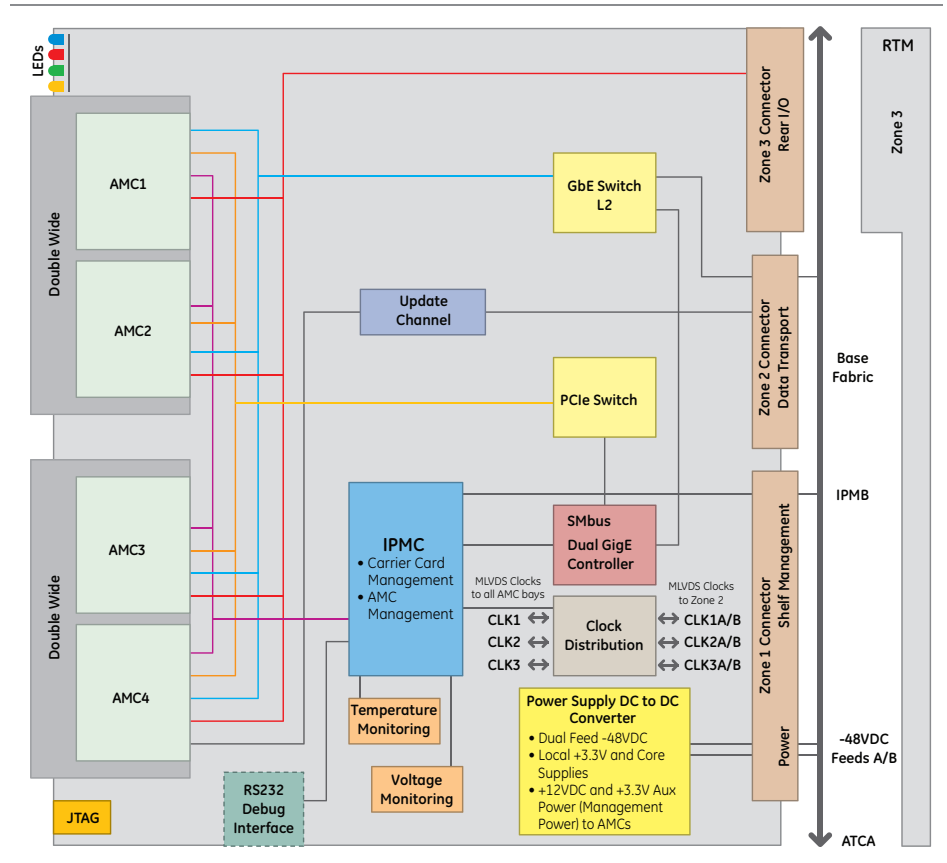 LEDs
RTM
Zone 3
Zone 3 Connector
Rear I/O
Double Wide
AMC1
AMC2
GbE Switch
L2
Update
Channel
Zone 2 Connector
Data Transport
Base
Fabric
PCIe Switch
Double Wide
AMC3
AMC4
IPMC
• Carrier Card
Management
• AMC
Management
SMbus
Dual GigE
Controller
IPMB
Zone 1 Connector
Shelf Management
Power
MLVDS Clocks
to all AMC bays
MLVDS Clocks
to Zone 2
CLK1
CLK2
CLK3
Clock
Distribution
CLK1A/B
CLK2A/B
CLK3A/B
Temperature
Monitoring
Voltage
Monitoring
Power Supply DC to DC
Converter
• Dual Feed -48VDC
• Local +3.3V and Core
Supplies
• +12VDC and +3.3V Aux
Power (Management
Power) to AMCs
-48VDC
Feeds A/B
RS232
Debug
Interface
JTAG
ATCA